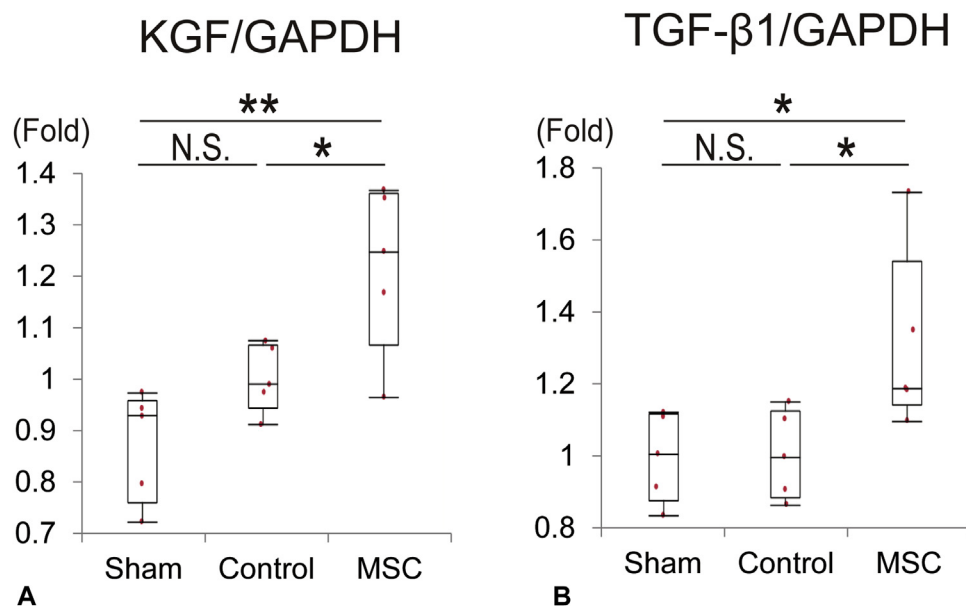 KGF/GAPDH
(Fold)
**
N.S.
*
1.4
1.3
1.2
1.1
1
0.9
0.8
0.7
Sham Control MSC
A
TGF-β1/GAPDH
(Fold)
*
N.S.
*
1.8
1.6
1.4
1.2
1
0.8
Sham Control MSC
B